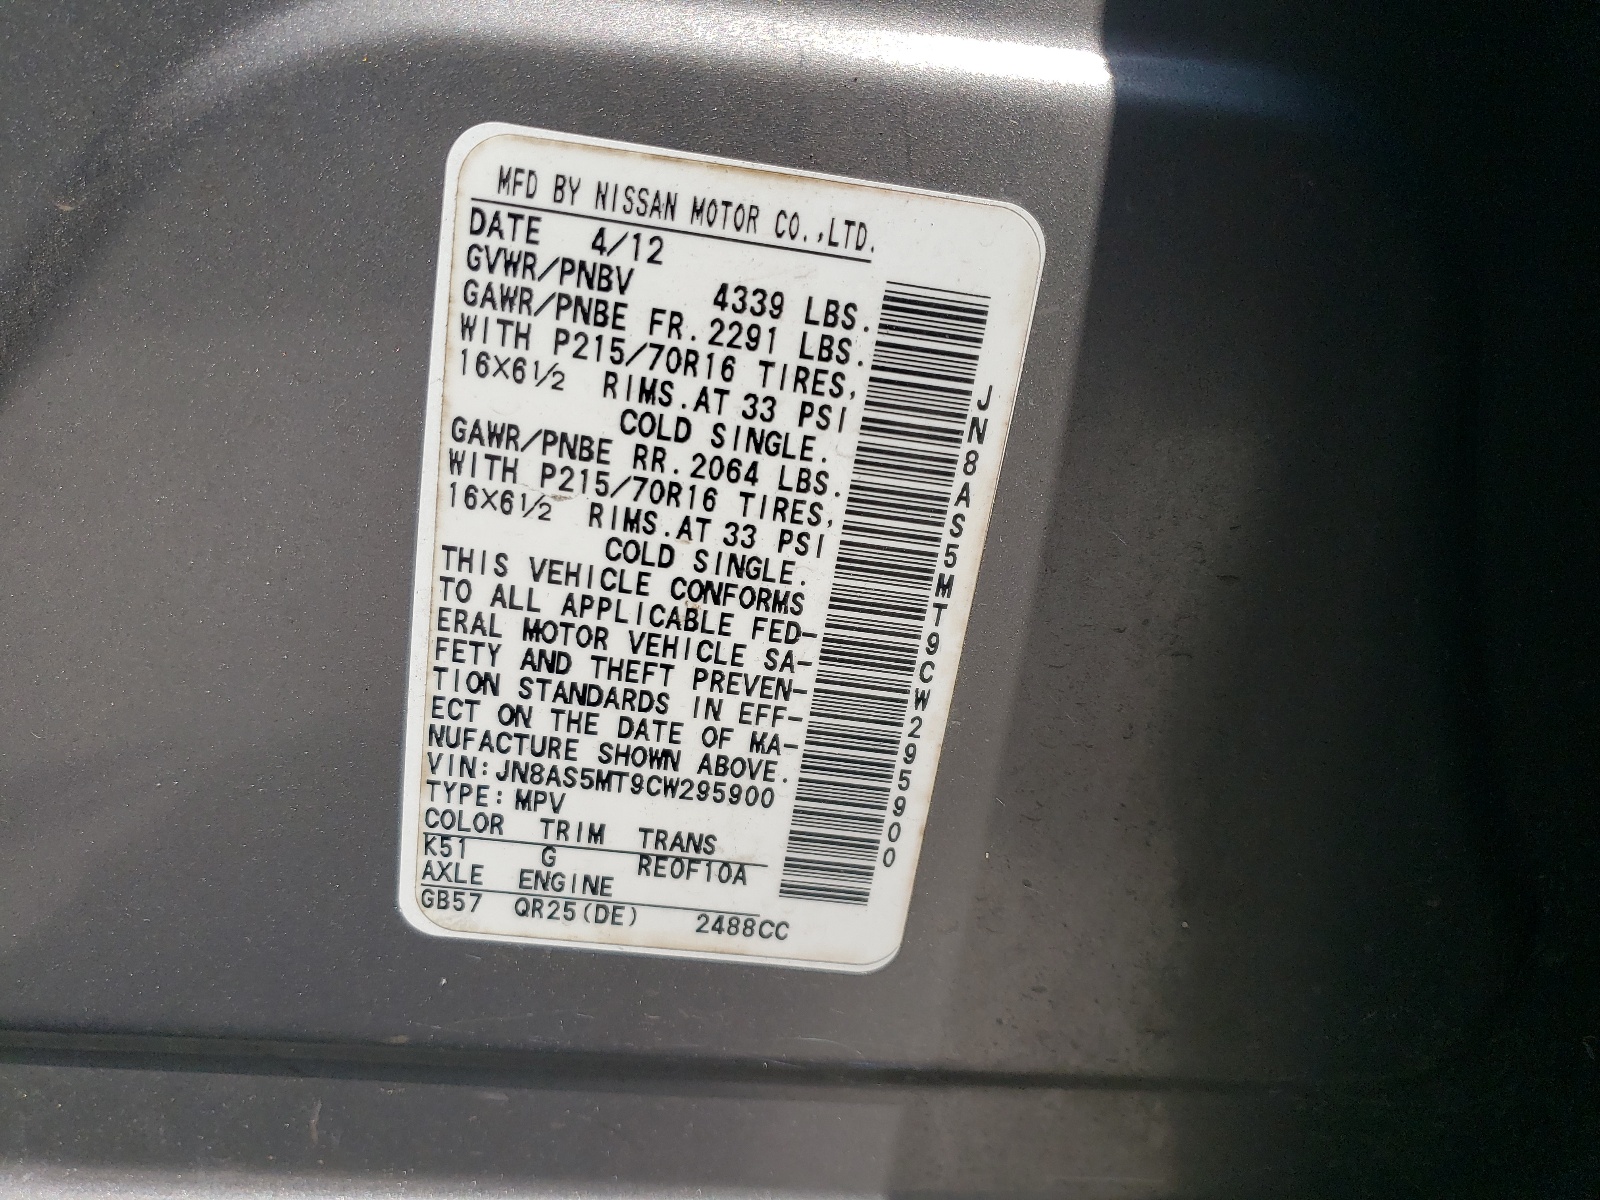 MFD BY NISSAN MOTOR CO.,LTD.
DATE 4/12
GVWR/PNBV 4339 LBS.
GAWR/PNBE FR. 2291 LBS.
WITH P215/70R16 TIRES,
16X6½ RIMS. AT 33 PSI
COLD SINGLE.
GAWR/PNBE RR. 2064 LBS.
WITH P215/70R16 TIRES,
16X6½ RIMS. AT 33 PSI
COLD SINGLE.
THIS VEHICLE CONFORMS
TO ALL APPLICABLE FED-
ERAL MOTOR VEHICLE SA-
FETY AND THEFT PREVEN-
TION STANDARDS IN EFF-
ECT ON THE DATE OF MA-
NUFACTURE SHOWN ABOVE.
VIN: JN8AS5MT9CW295900
TYPE: MPV
COLOR TRIM TRANS
K51 G RE0F10A
AXLE ENGINE
GB57 QR25(DE) 2488CC
JN8AS5MT9CW295900